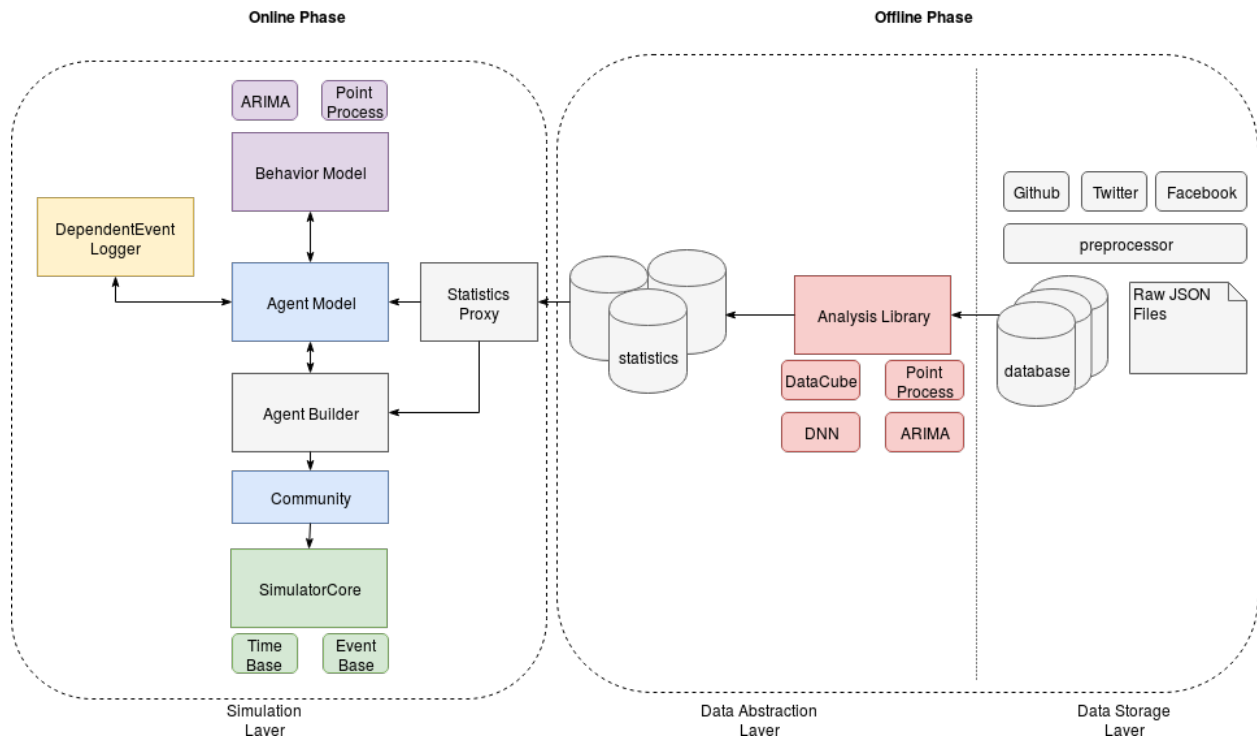 Online Phase
Offline Phase
ARIMA
Point
Process
Behavior Model
DependentEvent
Logger
Agent Model
Statistics
Proxy
Agent Builder
Community
SimulatorCore
Time
Base
Event
Base
statistics
Analysis Library
DataCube
Point
Process
DNN
ARIMA
Github
Twitter
Facebook
preprocessor
database
Raw JSON
Files
Simulation
Layer
Data Abstraction
Layer
Data Storage
Layer